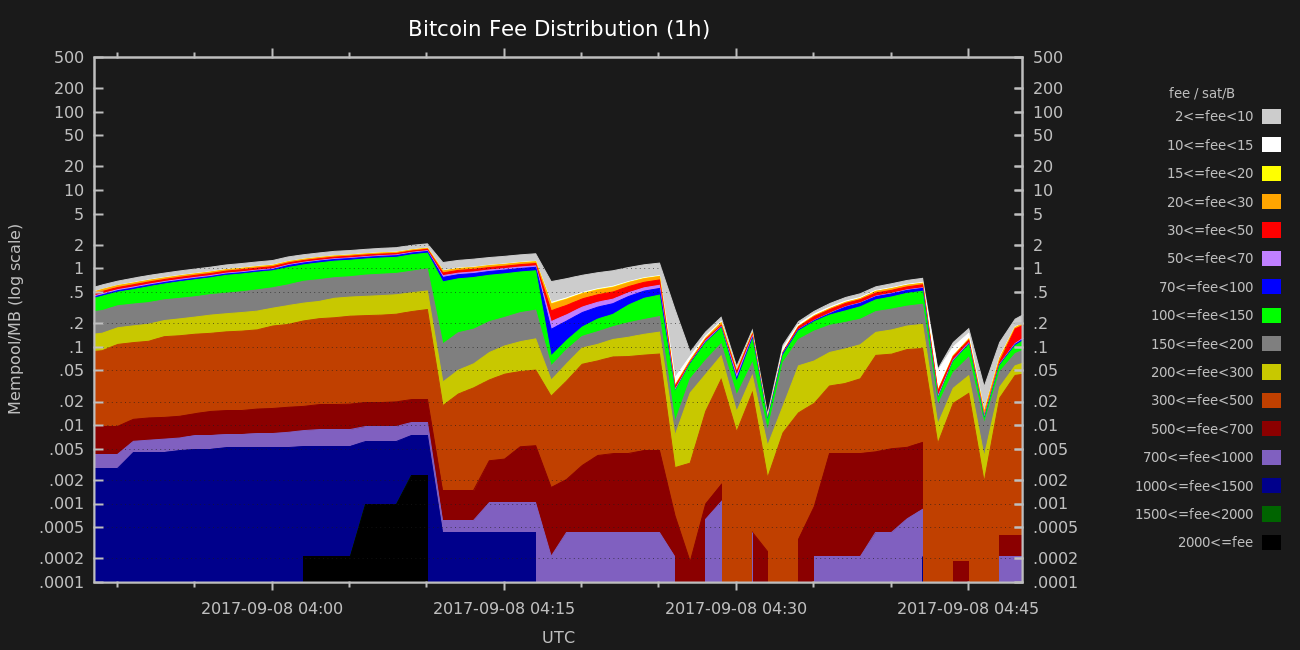 Bitcoin Fee Distribution (1h)
500 500
200 200
100 100
50 50
20 20
10 10
5 5
2 2
1 1
.5 .5
.2 .2
.1 .1
.05 .05
.02 .02
.01 .01
.005 .005
.002 .002
.001 .001
.0005 .0005
.0002 .0002
.0001 .0001
Mempool/MB (log scale)
2017-09-08 04:00 2017-09-08 04:15 2017-09-08 04:30 2017-09-08 04:45
UTC
fee / sat/B
2<=fee<10
10<=fee<15
15<=fee<20
20<=fee<30
30<=fee<50
50<=fee<70
70<=fee<100
100<=fee<150
150<=fee<200
200<=fee<300
300<=fee<500
500<=fee<700
700<=fee<1000
1000<=fee<1500
1500<=fee<2000
2000<=fee